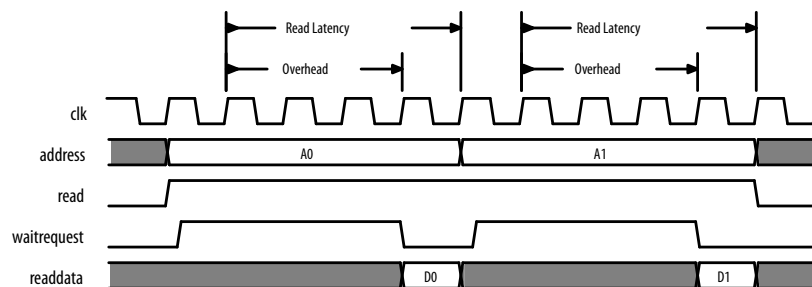 Read Latency Read Latency
Overhead Overhead
clk
address A0 A1
read
waitrequest
readdata D0 D1